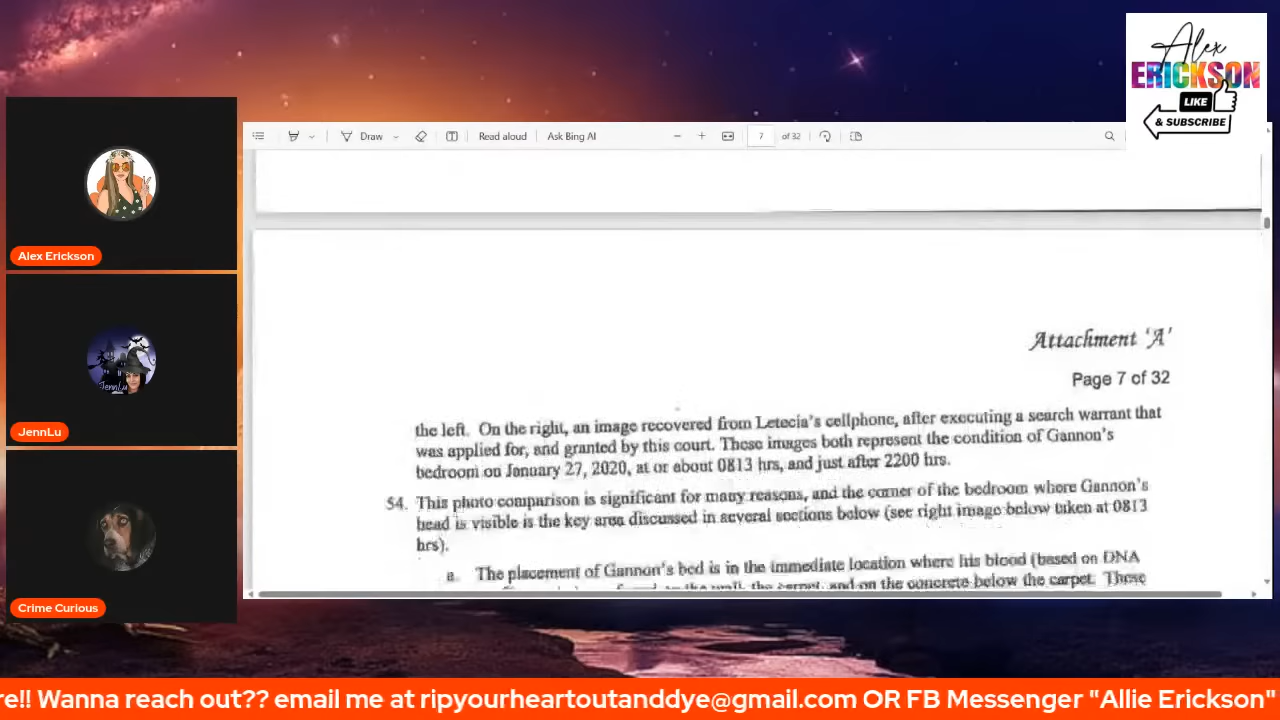 Alex
ERICKSON
LIKE
& SUBSCRIBE
Draw
Read aloud
Ask Bing AI
7
of 32
Alex Erickson
JennLu
JennLu
Crime Curious
Attachment 'A'
Page 7 of 32
the left. On the right, an image recovered from Letecia's cellphone, after executing a search warrant that
was applied for, and granted by this court. These images both represent the condition of Gannon's
bedroom on January 27, 2020, at or about 0813 hrs, and just after 2200 hrs.
54. This photo comparison is significant for many reasons, and the corner of the bedroom where Gannon's
head is visible is the key area discussed in several sections below (see right image below taken at 0813
hrs).
a. The placement of Gannon's bed is in the immediate location where his blood (based on DNA
found on the wall, the carpet, and on the concrete below the carpet. These
re!! Wanna reach out?? email me at ripyourheartoutanddye@gmail.com OR FB Messenger "Allie Erickson"